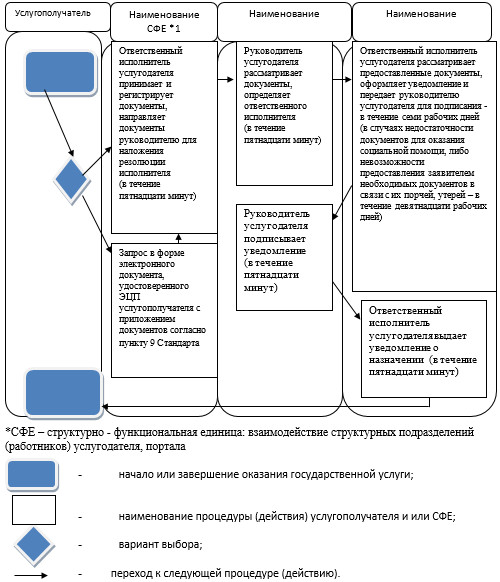 Услугополучатель
Наименование
СФЕ *1
Наименование
Наименование
Ответственный
исполнитель
услугодателя
принимает и
регистрирует
документы,
направляет
документы
руководителю для
наложения
резолюции
исполнителя
(в течение
пятнадцати минут)
Руководитель
услугодателя
рассматривает
документы,
определяет
ответственного
исполнителя
(в течение
пятнадцати минут)
Ответственный исполнитель
услугодателя рассматривает
предоставленные документы,
оформляет уведомление и
передает руководителю
услугодателя для подписания -
в течение семи рабочих дней
(в случаях недостаточности
документов для оказания
социальной помощи, либо
невозможности
предоставления заявителем
необходимых документов в
связи с их порчей, утерей – в
течение девятнадцати рабочих
дней)
Запрос в форме
электронного
документа,
удостоверенного
ЭЦП
услугополучателя с
приложением
документов согласно
пункту 9 Стандарта
Руководитель
услугодателя
подписывает
уведомление
(в течение
пятнадцати
минут)
Ответственный
исполнитель
услугодателя выдает
уведомление о
назначении (в течение
пятнадцати минут)
*СФЕ – структурно - функциональная единица: взаимодействие структурных подразделений
(работников) услугодателя, портала
- начало или завершение оказания государственной услуги;
- наименование процедуры (действия) услугополучателя и или СФЕ;
- вариант выбора;
- переход к следующей процедуре (действию).